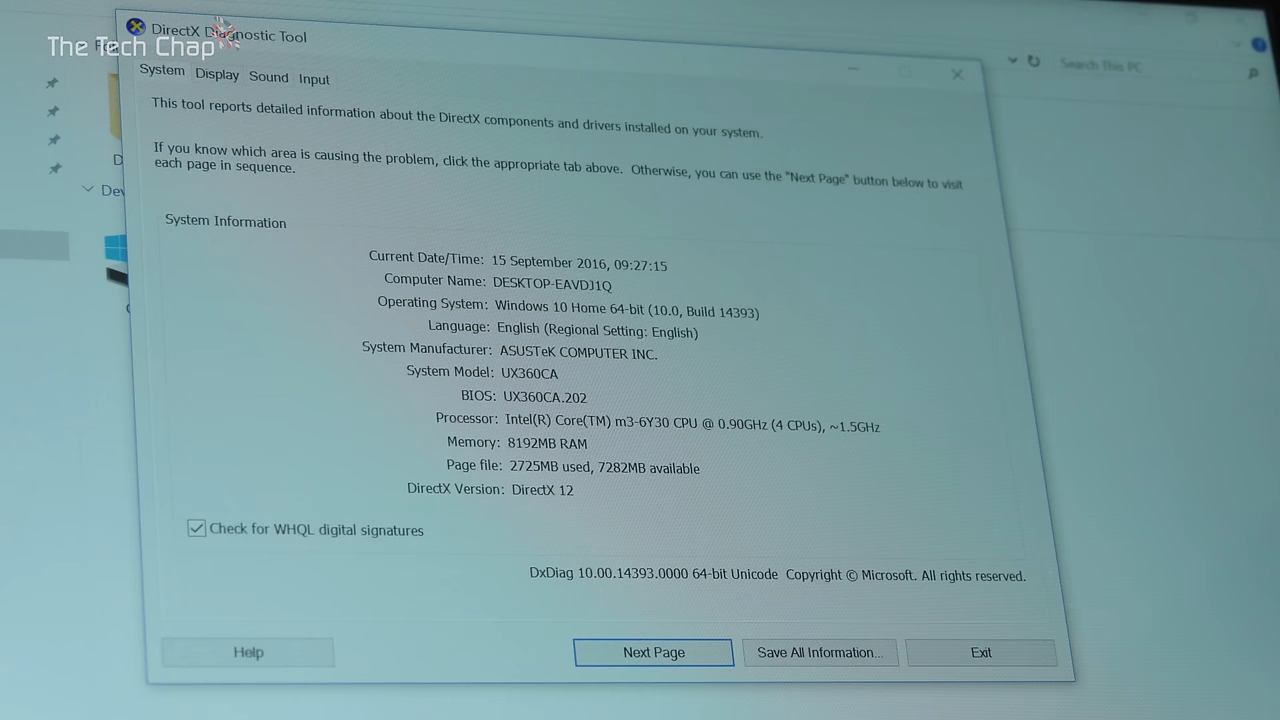 DirectX Diagnostic Tool
The Tech Chap
System Display Sound Input
Search This PC
This tool reports detailed information about the DirectX components and drivers installed on your system.
If you know which area is causing the problem, click the appropriate tab above. Otherwise, you can use the "Next Page" button below to visit
each page in sequence.
System Information
Current Date/Time: 15 September 2016, 09:27:15
Computer Name: DESKTOP-EAVDJ1Q
Operating System: Windows 10 Home 64-bit (10.0, Build 14393)
Language: English (Regional Setting: English)
System Manufacturer: ASUSTeK COMPUTER INC.
System Model: UX360CA
BIOS: UX360CA.202
Processor: Intel(R) Core(TM) m3-6Y30 CPU @ 0.90GHz (4 CPUs), ~1.5GHz
Memory: 8192MB RAM
Page file: 2725MB used, 7282MB available
DirectX Version: DirectX 12
Check for WHQL digital signatures
DxDiag 10.00.14393.0000 64-bit Unicode Copyright © Microsoft. All rights reserved.
Help Next Page Save All Information... Exit